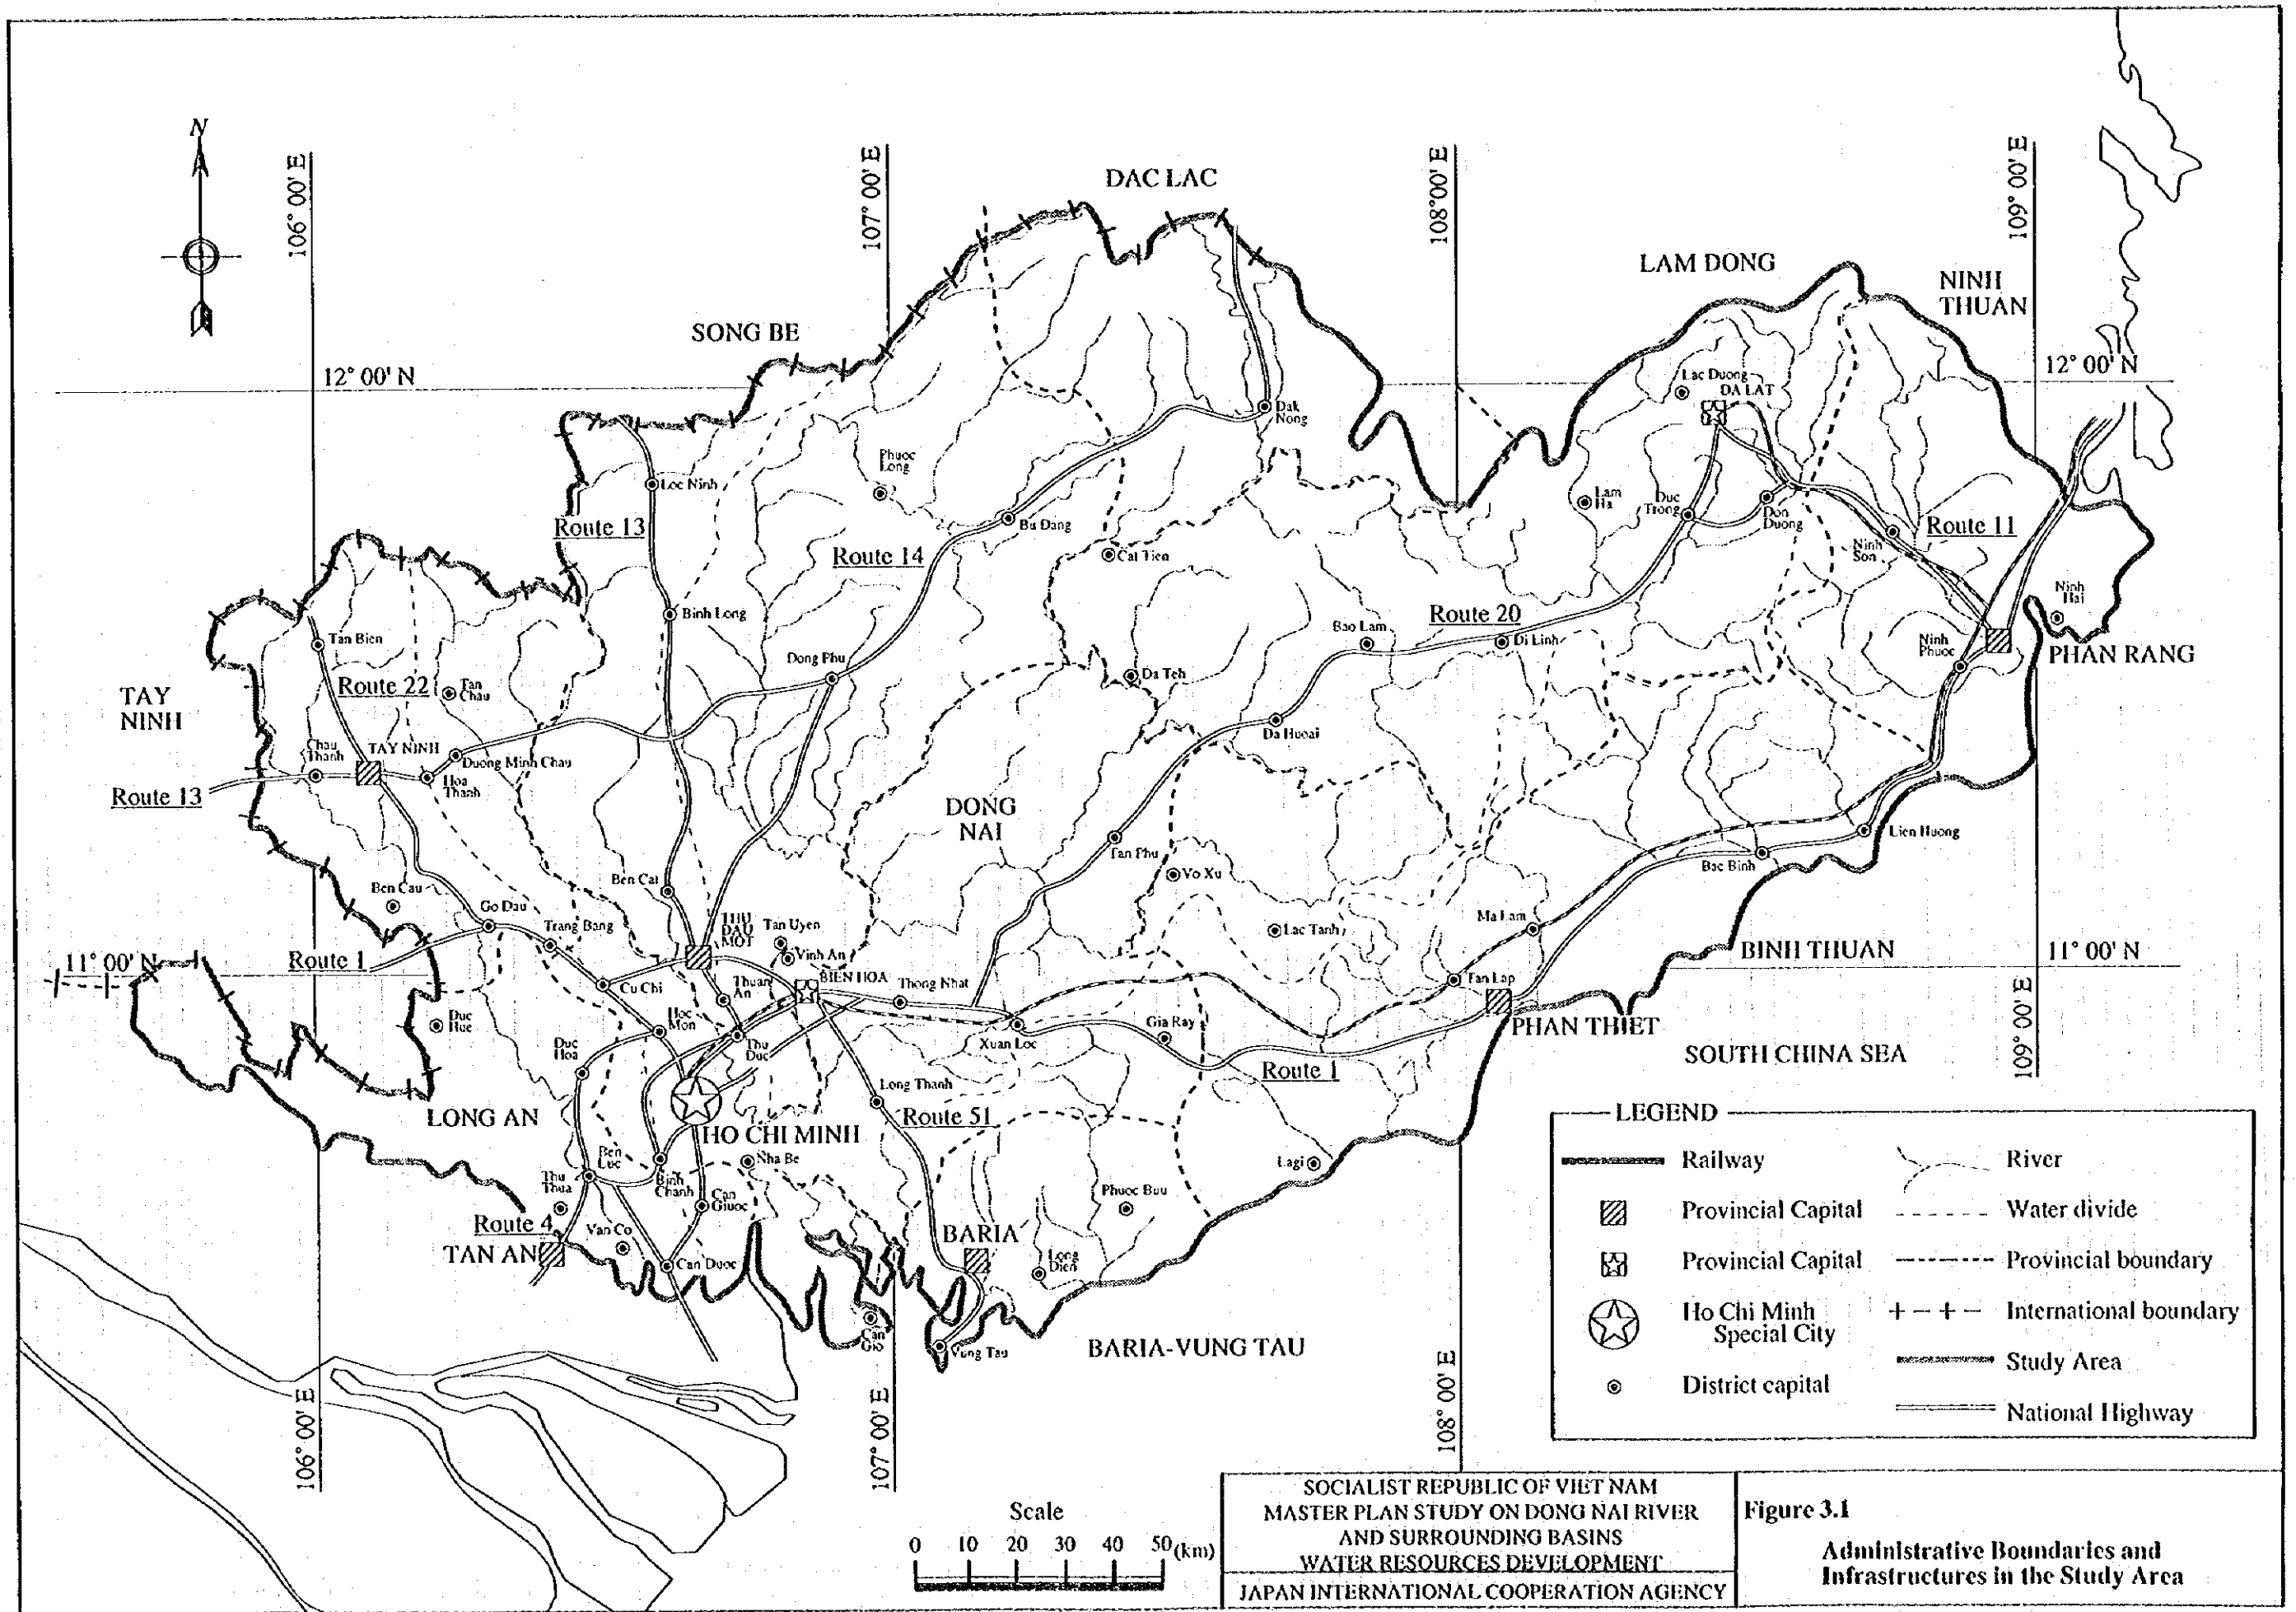 N
106° 00' E
107° 00' E
108°00' E
109° 00' E
DAC LAC
LAM DONG
NINH
THUAN
SONG BE
12° 00' N
12° 00' N
Lac Duong
DA LAT
Dak
Nong
Phuoc
Long
Loc Ninh
Lam
Ha
Duc
Trong
Don
Duong
Route 13
Bu Dang
Route 11
Route 14
Cat Tien
Ninh
Son
Ninh
Hai
Binh Long
Route 20
Bao Lam
Di Linh
Tan Bien
Ninh
Phuoc
PHAN RANG
Dong Phu
Route 22
Tan
Chau
Da Teh
TAY
NINH
Da Huoai
Chau
Thanh
TAY NINH
Duong Minh Chau
Hoa
Thanh
Route 13
DONG
NAI
Lien Huong
Tan Phu
Bac Binh
Ben Cat
Vo Xu
Ben Cau
Go Dau
Trang Bang
THU
DAU
MOT
Tan Uyen
Ma Lam
Lac Tanh
Vinh An
BINH THUAN
11° 00' N
11° 00' N
Route 1
BIEN HOA
Thong Nhat
Cu Chi
Thuan
An
Tan Lap
Duc
Hue
Hoc
Mon
Gia Ray
PHAN THIET
Duc
Hoa
Thu
Duc
Xuan Loc
SOUTH CHINA SEA
109° 00' E
Route 1
Long Thanh
LONG AN
Route 51
HO CHI MINH
Ben
Luc
Nha Be
Lagi
Thu
Thua
Binh
Chanh
Can
Giuoc
Phuoc Buu
Route 4
Van Co
BARIA
TAN AN
Can Duoc
Long
Dien
Can
Gio
Vung Tau
BARIA-VUNG TAU
106° 00' E
107° 00' E
108° 00' E
LEGEND
Railway
River
Provincial Capital
Water divide
Provincial Capital
Provincial boundary
Ho Chi Minh
Special City
International boundary
Study Area
District capital
National Highway
Scale
0 10 20 30 40 50 (km)
SOCIALIST REPUBLIC OF VIET NAM
MASTER PLAN STUDY ON DONG NAI RIVER
AND SURROUNDING BASINS
WATER RESOURCES DEVELOPMENT
JAPAN INTERNATIONAL COOPERATION AGENCY
Figure 3.1
Administrative Boundaries and
Infrastructures in the Study Area